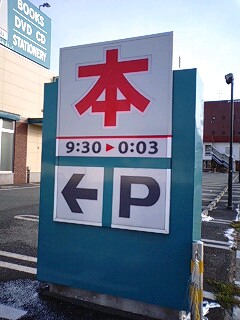 BOOKS
DVD CD
STATIONERY
本
9:30 ▶ 0:03
← P